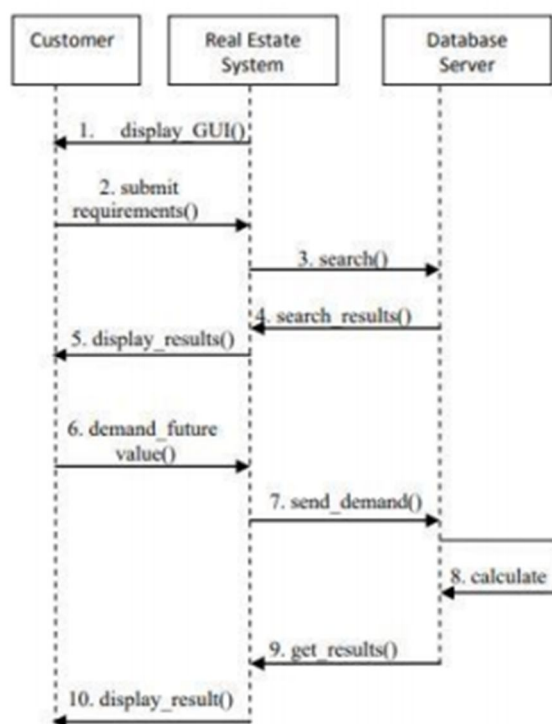 Customer
Real Estate
System
Database
Server
1. display_GUI()
2. submit
requirements()
3. search()
4. search_results()
5. display_results()
6. demand_future
value()
7. send_demand()
8. calculate
9. get_results()
10. display_result()